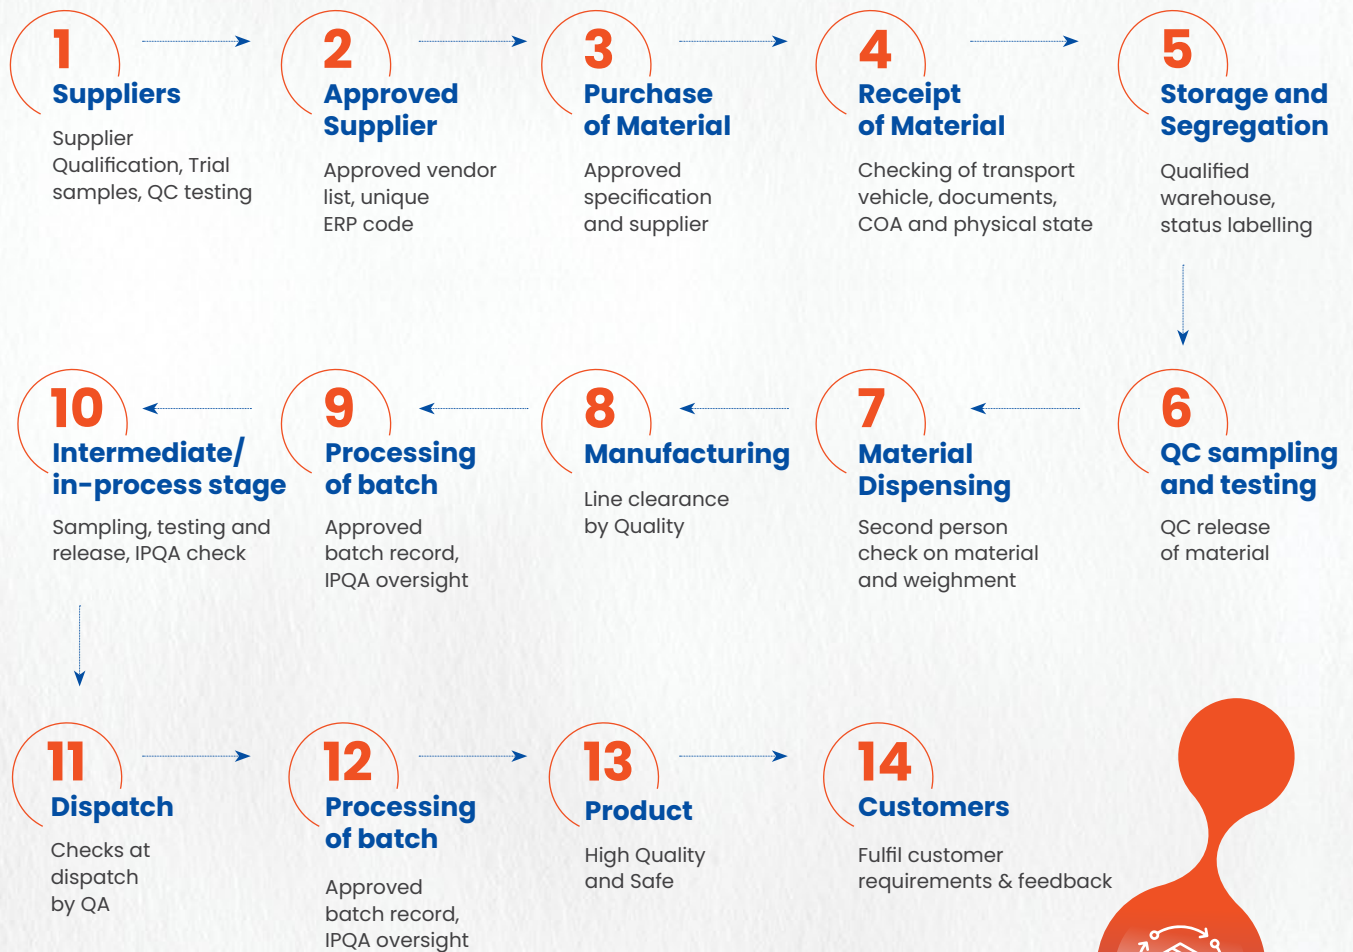 1
Suppliers
Supplier
Qualification, Trial
samples, QC testing
2
Approved
Supplier
Approved vendor
list, unique
ERP code
3
Purchase
of Material
Approved
specification
and supplier
4
Receipt
of Material
Checking of transport
vehicle, documents,
COA and physical state
5
Storage and
Segregation
Qualified
warehouse,
status labelling
6
QC sampling
and testing
QC release
of material
7
Material
Dispensing
Second person
check on material
and weighment
8
Manufacturing
Line clearance
by Quality
9
Processing
of batch
Approved
batch record,
IPQA oversight
10
Intermediate/
in-process stage
Sampling, testing and
release, IPQA check
11
Dispatch
Checks at
dispatch
by QA
12
Processing
of batch
Approved
batch record,
IPQA oversight
13
Product
High Quality
and Safe
14
Customers
Fulfil customer
requirements & feedback